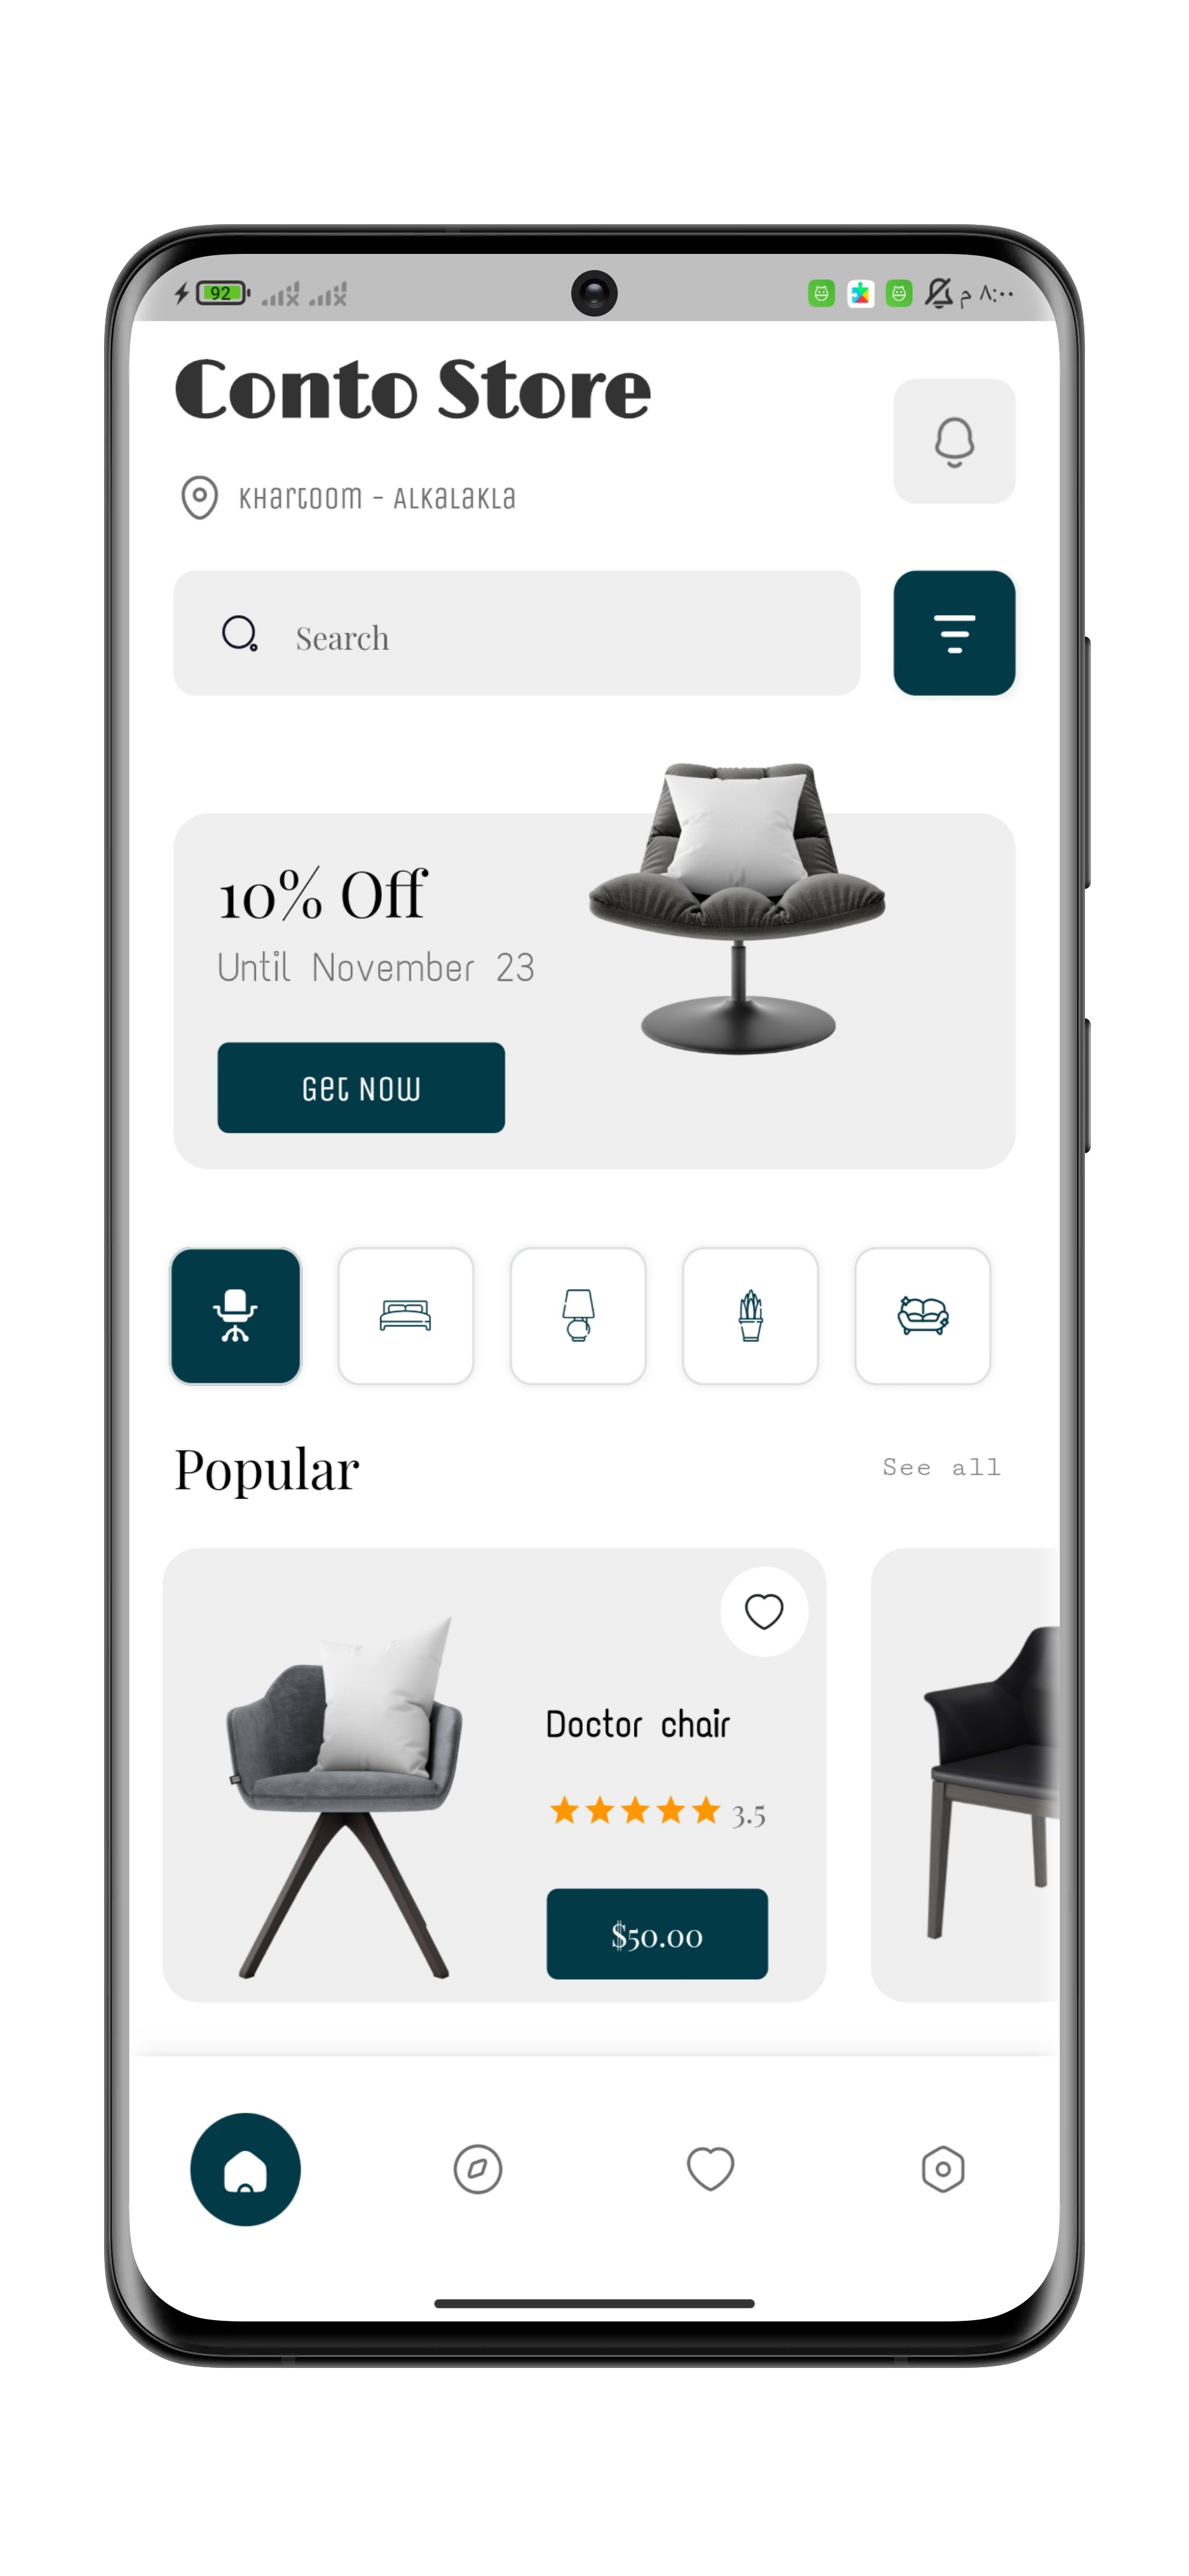 92
م ٨:٠٠
Conto Store
Khartoom - ALKalaKLa
Search
10% Off
Until November 23
Get Now
Popular
See all
Doctor chair
3.5
$50.00